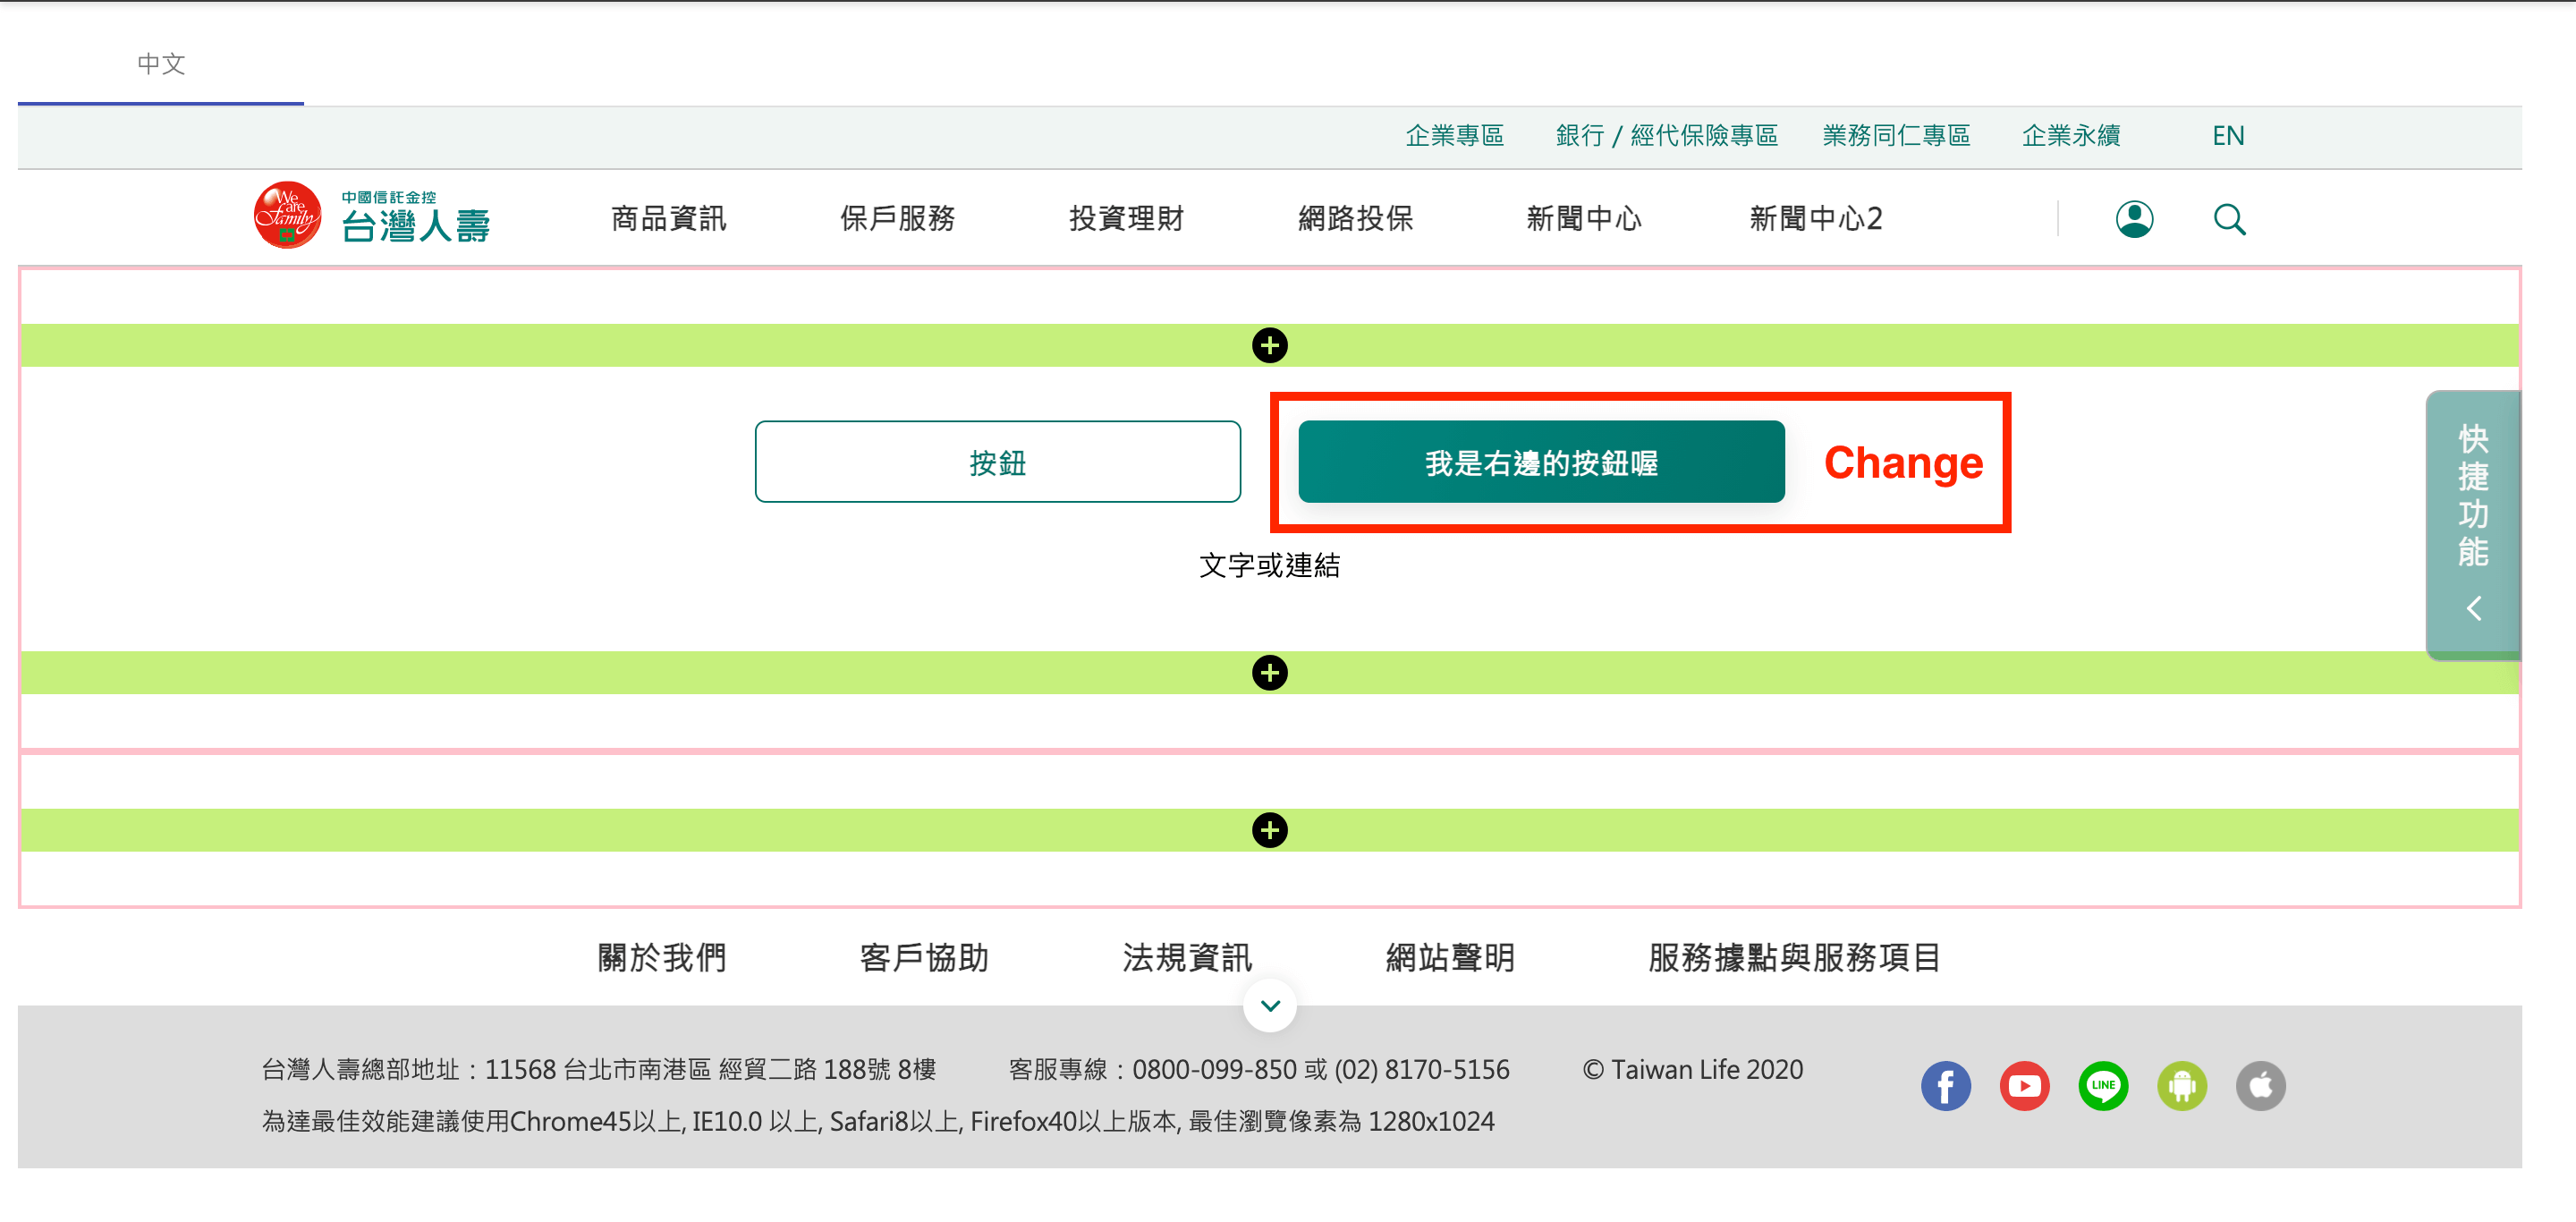 中文
企業專區 銀行 / 經代保險專區 業務同仁專區 企業永續 EN
We are Family
中國信託金控
台灣人壽
商品資訊 保戶服務 投資理財 網路投保 新聞中心 新聞中心2
按鈕 我是右邊的按鈕喔 Change
快捷功能
文字或連結
關於我們 客戶協助 法規資訊 網站聲明 服務據點與服務項目
台灣人壽總部地址：11568 台北市南港區 經貿二路 188號 8樓 客服專線：0800-099-850 或 (02) 8170-5156 © Taiwan Life 2020
LINE
為達最佳效能建議使用Chrome45以上, IE10.0 以上, Safari8以上, Firefox40以上版本, 最佳瀏覽像素為 1280x1024